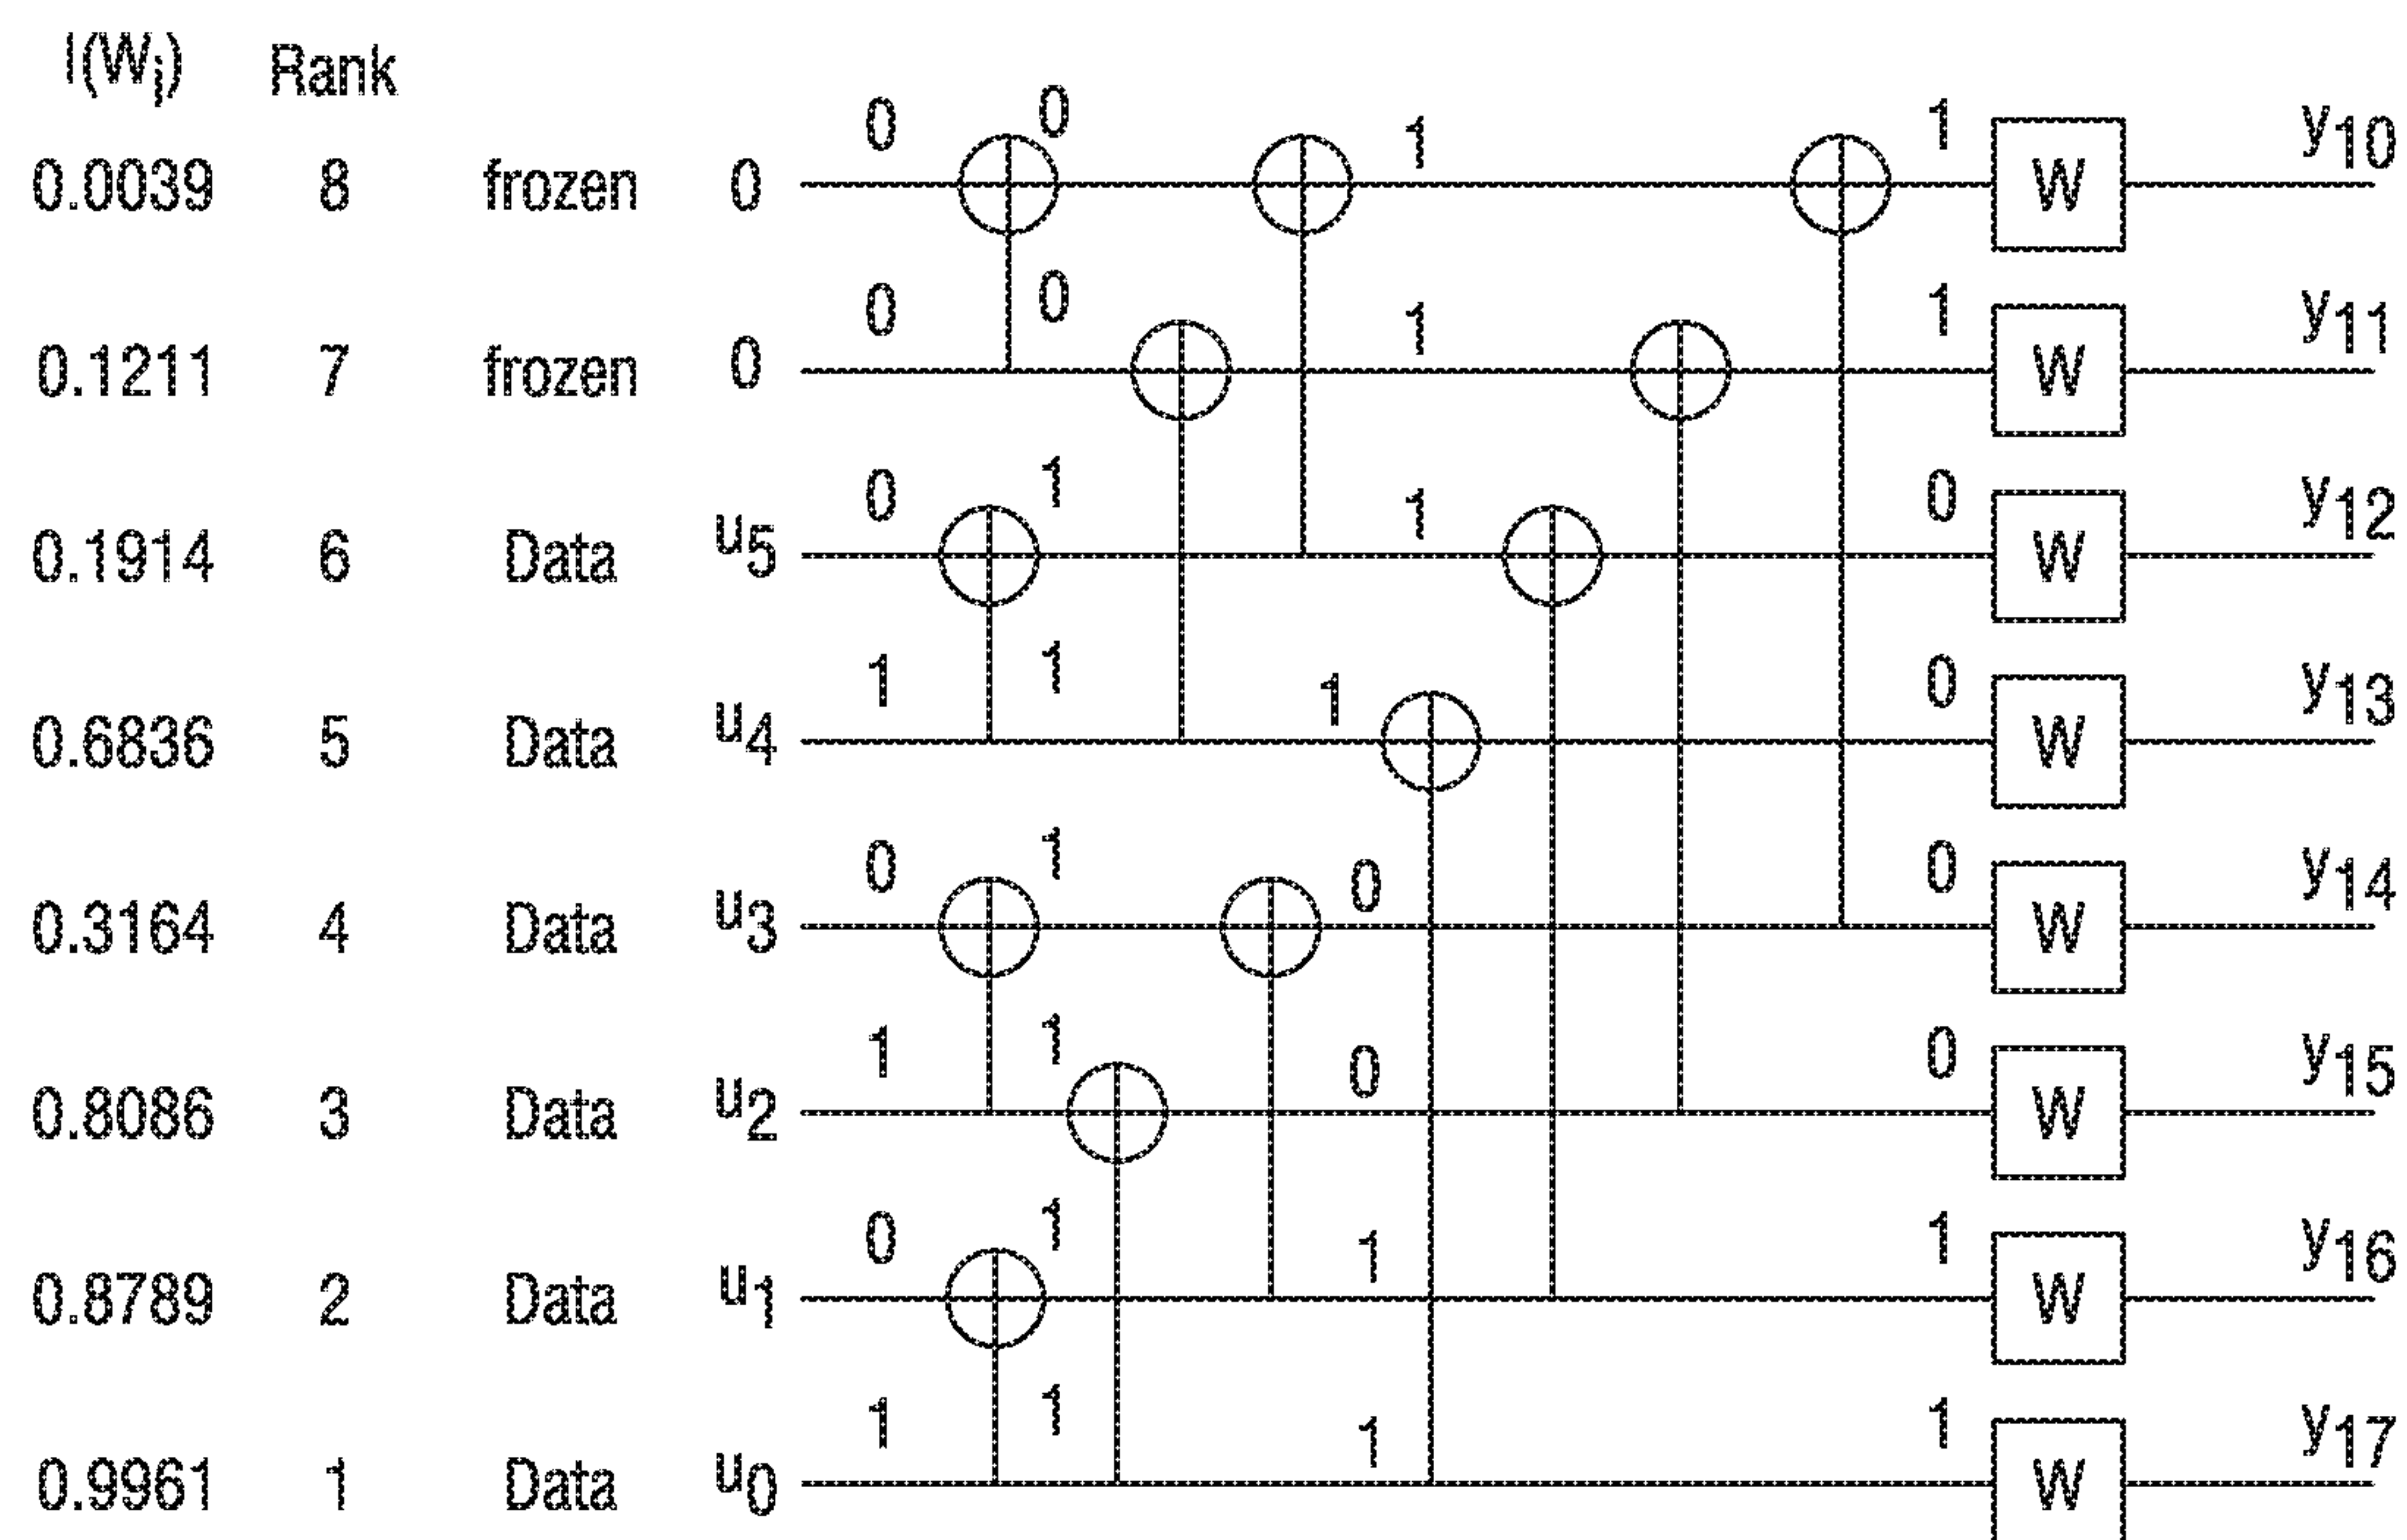 I(Wj) Rank
0.0039 8 frozen 0 0 0 1 1 W y10
0.1211 7 frozen 0 0 0 1 1 W y11
0.1914 6 Data u5 0 1 1 0 W y12
0.6836 5 Data u4 1 1 1 0 W y13
0.3164 4 Data u3 0 1 0 0 W y14
0.8086 3 Data u2 1 1 0 0 W y15
0.8789 2 Data u1 0 1 1 1 W y16
0.9961 1 Data u0 1 1 1 1 W y17